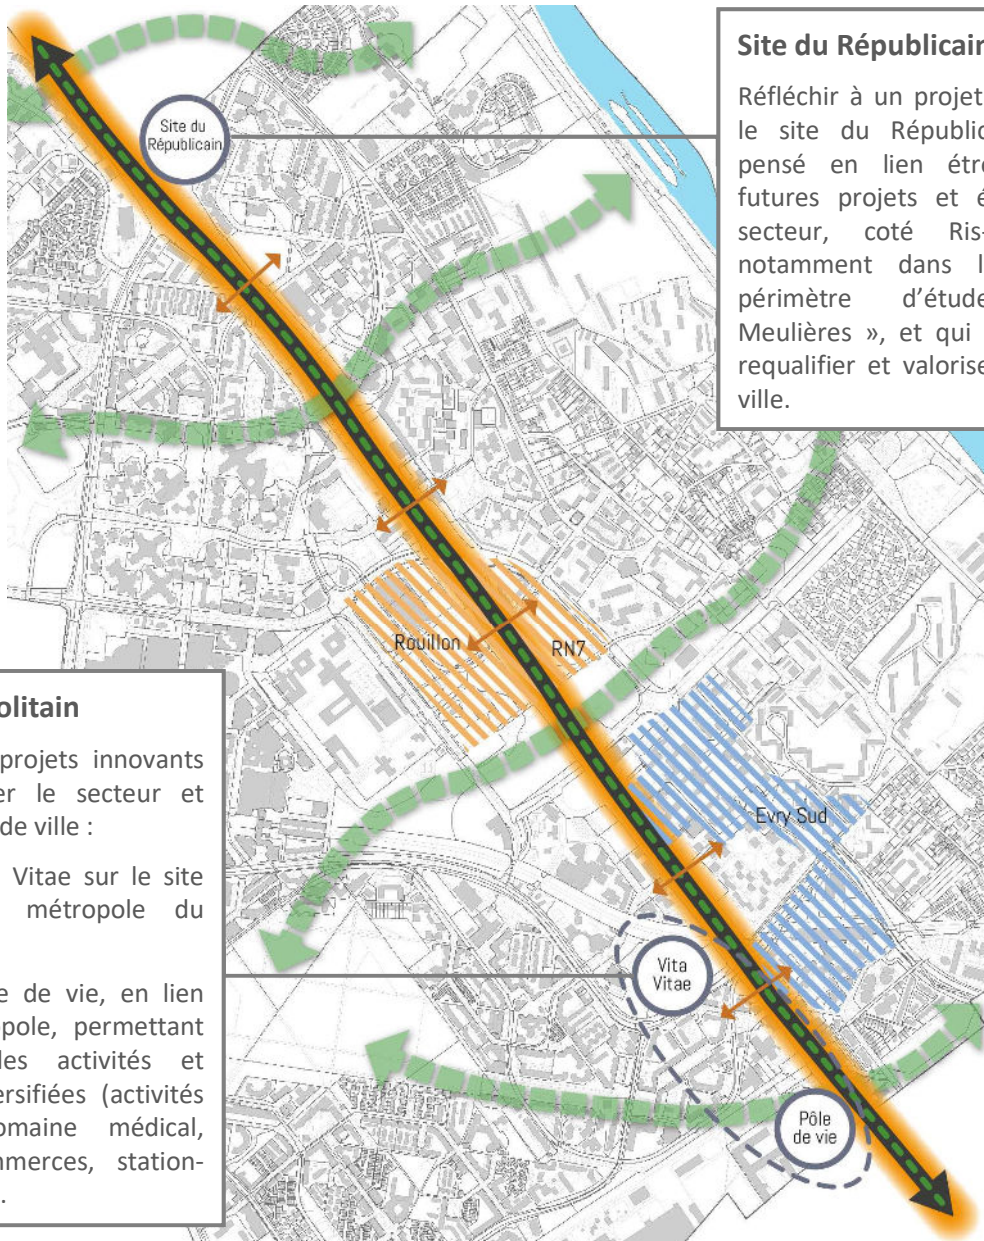 Site du Républicain
Réfléchir à un projet
le site du Républic
pensé en lien étr
futures projets et é
secteur, coté Ris-
notamment dans l
périmètre d'étude
Meulières », et qui
requalifier et valorise
ville.
Site du
Républicain
Rouillon
RN7
Evry Sud
olitain
projets innovants
er le secteur et
de ville :
Vitae sur le site
métropole du
e de vie, en lien
opole, permettant
les activités et
ersifiées (activités
omaine médical,
mmerces, station-
.
Vita
Vitae
Pôle
de vie